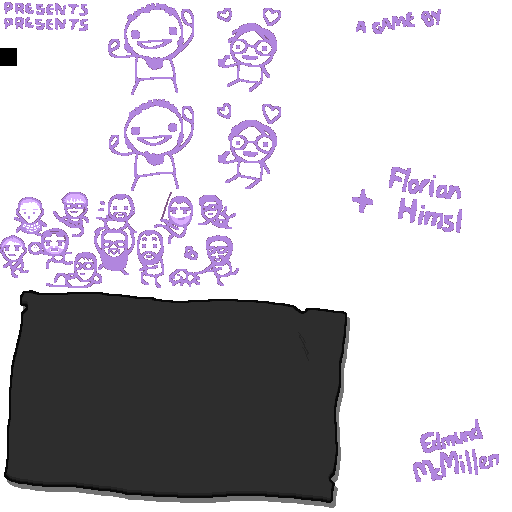 PRESENTS
PRESENTS
A GAME BY
+ Florian
Himsl
Edmund
McMillen